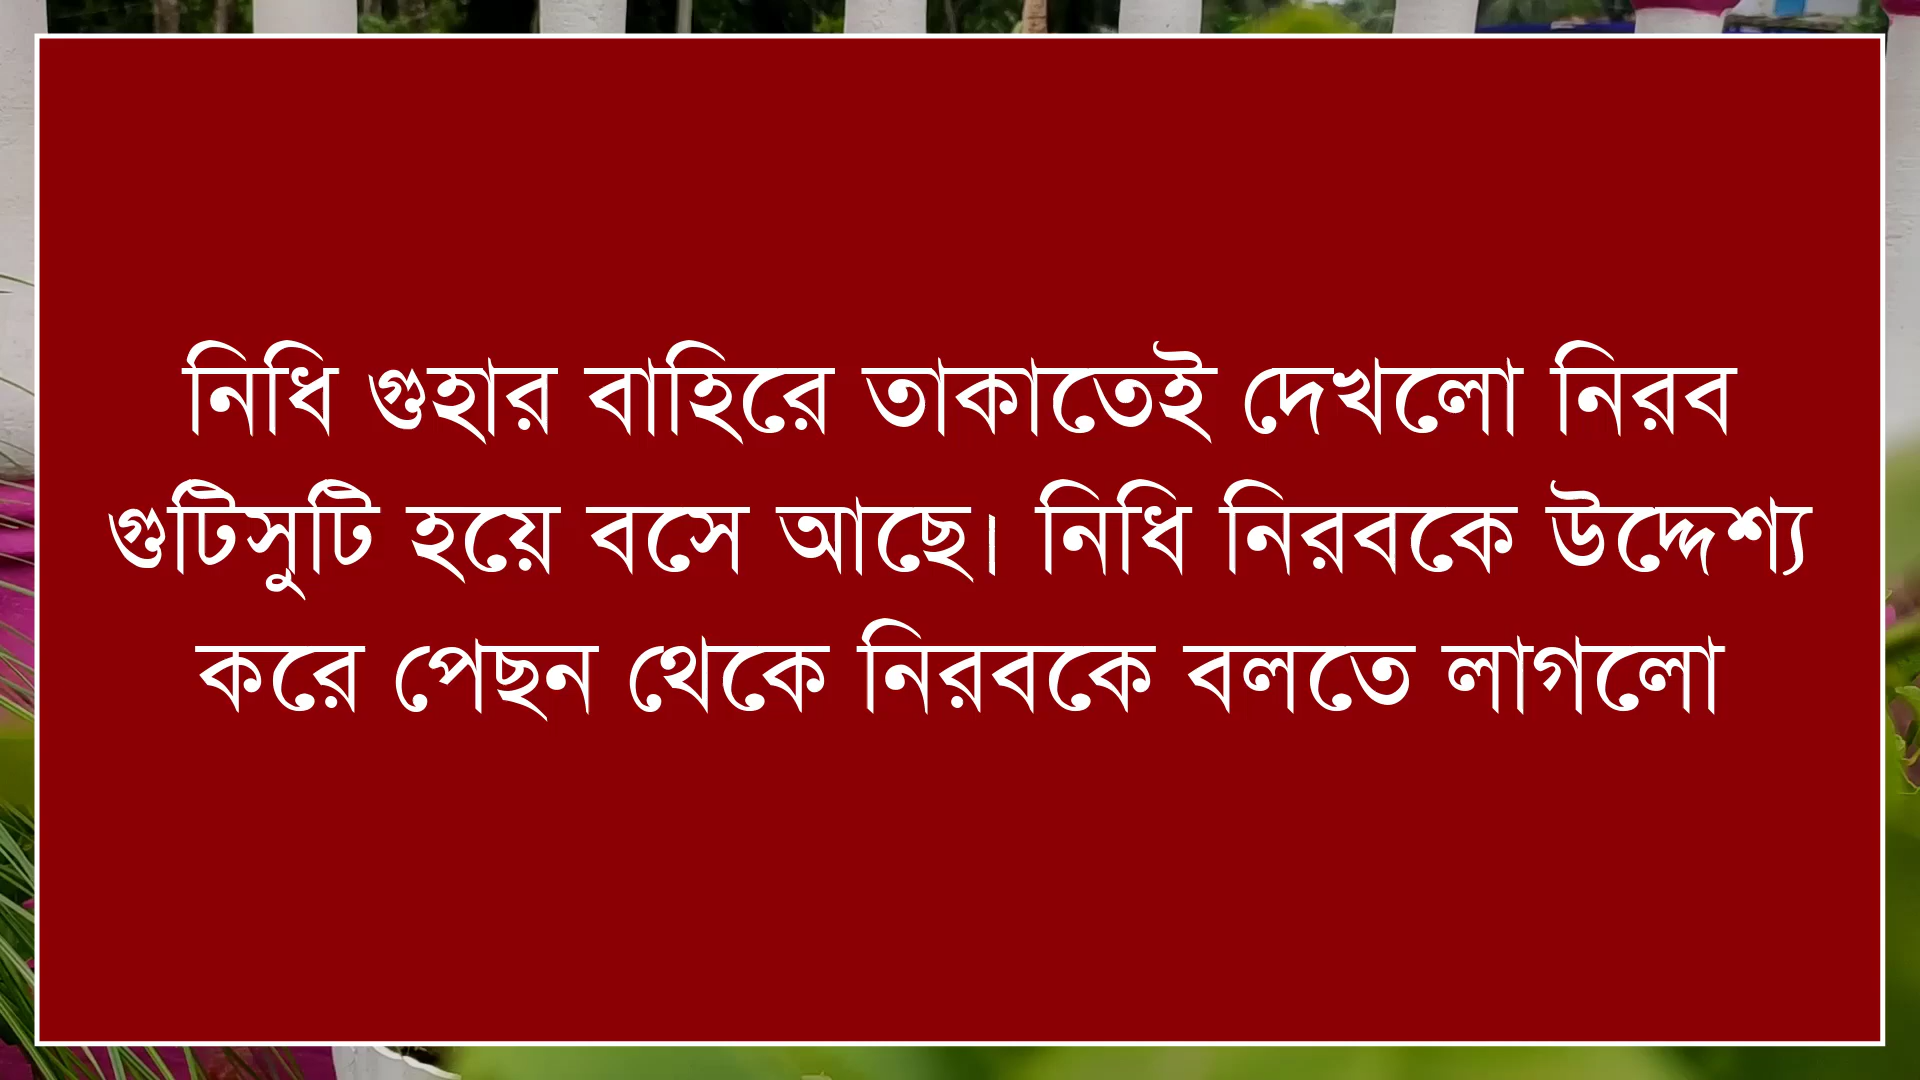 নিধি গুহার বাহিরে তাকাতেই দেখলো নিরব
গুটিসুটি হয়ে বসে আছে। নিধি নিরবকে উদ্দেশ্য
করে পেছন থেকে নিরবকে বলতে লাগলো